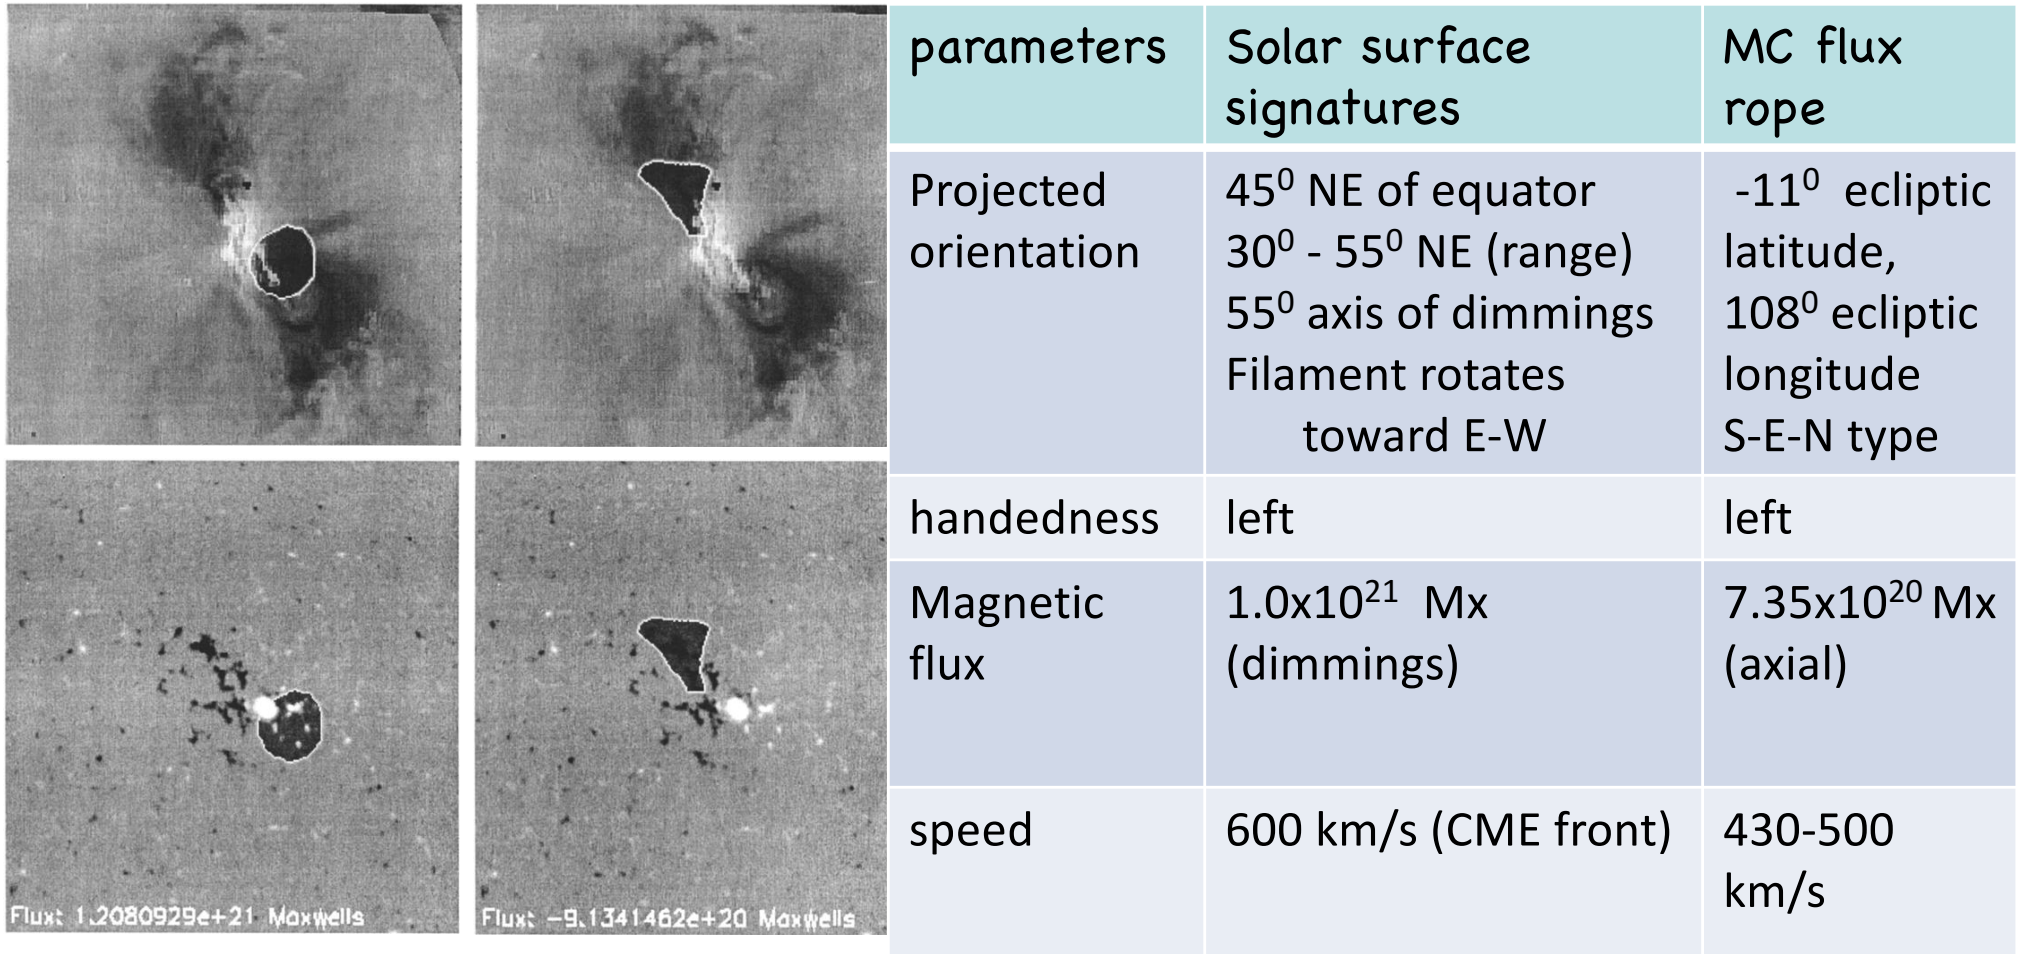 parameters
Solar surface
signatures
MC flux
rope
Projected
orientation
45⁰ NE of equator
30⁰ - 55⁰ NE (range)
55⁰ axis of dimmings
Filament rotates
toward E-W
-11⁰ ecliptic
latitude,
108⁰ ecliptic
longitude
S-E-N type
handedness
left
left
Magnetic
flux
1.0x10²¹ Mx
(dimmings)
7.35x10²⁰ Mx
(axial)
speed
600 km/s (CME front)
430-500
km/s
Flux: 1.2080929e+21 Maxwells
Flux: -9.1341462e+20 Maxwells